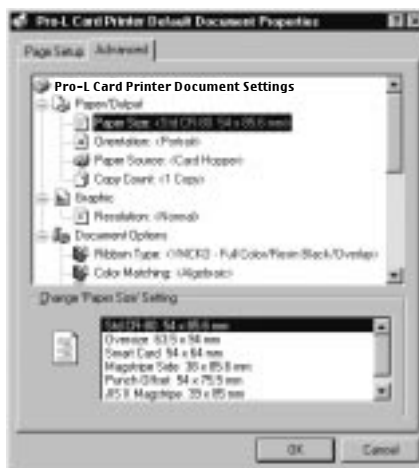 Pro-L Card Printer Default Document Properties
Page Setup Advanced
Pro-L Card Printer Document Settings
Paper/Output
Paper Size: <Std CR-80 54 x 85.6 mm>
Orientation: <Portrait>
Paper Source: <Card Hopper>
Copy Count: <1 Copy>
Graphic
Resolution: <Normal>
Document Options
Ribbon Type: <YMCKO - Full Color/Resin Black/Overlay>
Color Matching: <Algebraic>
Change 'Paper Size' Setting
Std CR-80 54 x 85.6 mm
Oversize 63.5 x 94 mm
Smart Card 54 x 64 mm
Magstripe Side 38 x 85.8 mm
Punch Offset 54 x 75.5 mm
JIS II Magstripe 39 x 85 mm
OK Cancel